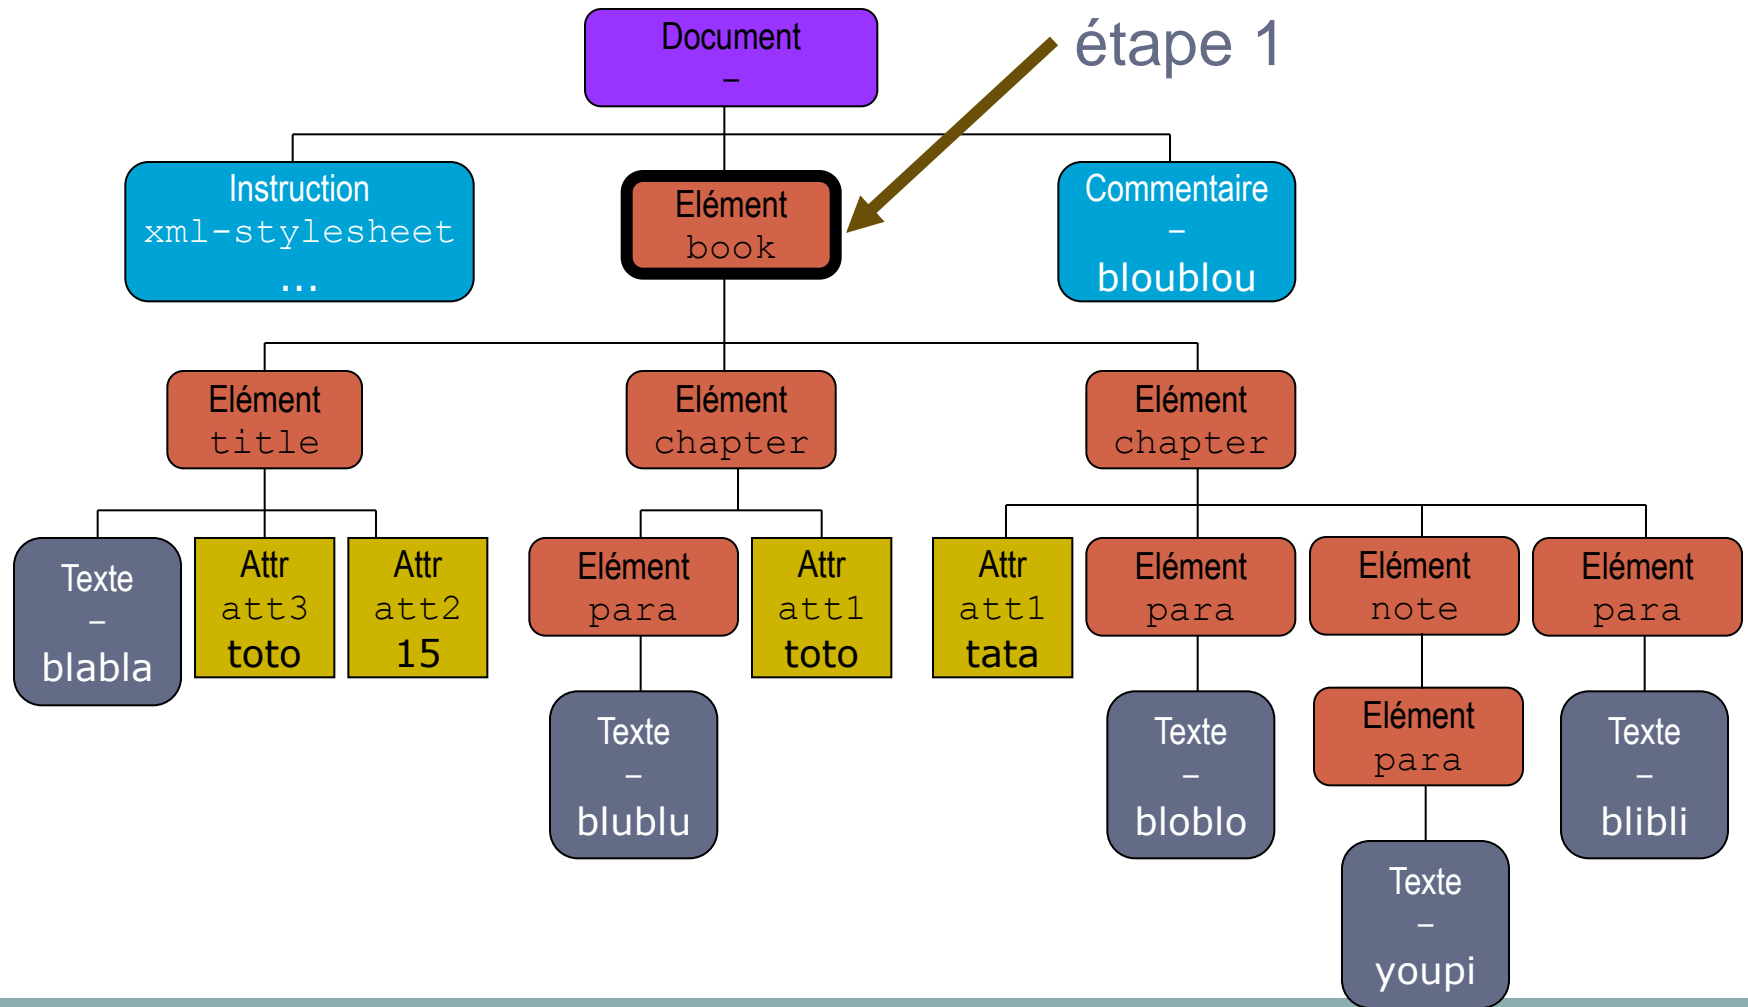 Document
–
étape 1
Instruction
xml-stylesheet
...
Elément
book
Commentaire
–
bloublou
Elément
title
Elément
chapter
Elément
chapter
Texte
–
blabla
Attr
att3
toto
Attr
att2
15
Elément
para
Attr
att1
toto
Attr
att1
tata
Elément
para
Elément
note
Elément
para
Texte
–
blublu
Texte
–
bloblo
Elément
para
Texte
–
blibli
Texte
–
youpi